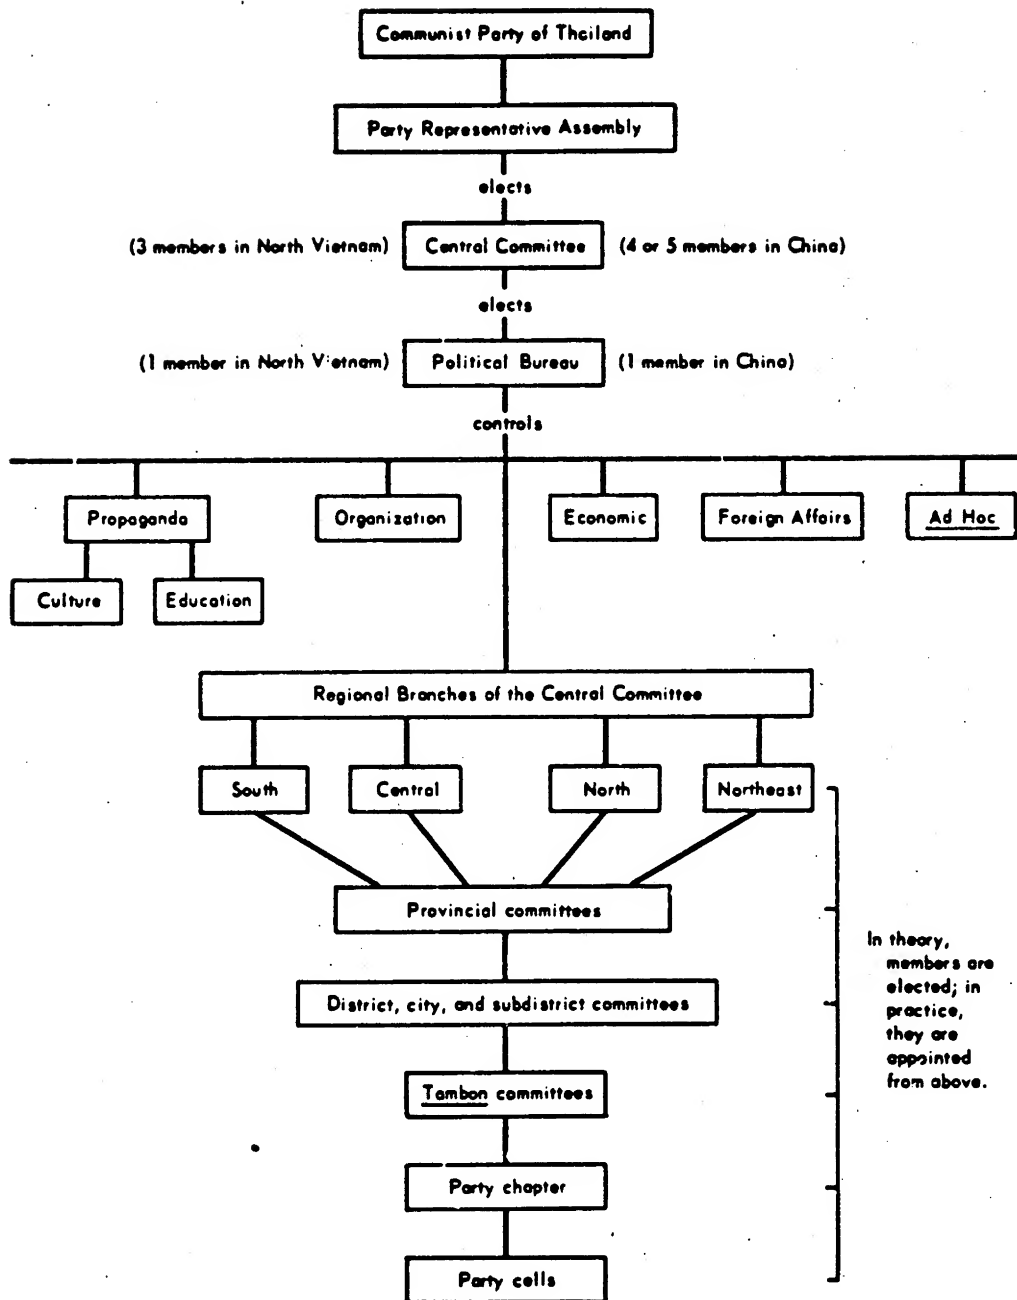 Communist Party of Thailand
Party Representative Assembly
elects
(3 members in North Vietnam) Central Committee (4 or 5 members in China)
elects
(1 member in North Vietnam) Political Bureau (1 member in China)
controls
Propaganda Organization Economic Foreign Affairs Ad Hoc
Culture Education
Regional Branches of the Central Committee
South Central North Northeast
Provincial committees
District, city, and subdistrict committees
Tambon committees
Party chapter
Party cells
In theory,
members are
elected; in
practice,
they are
appointed
from above.